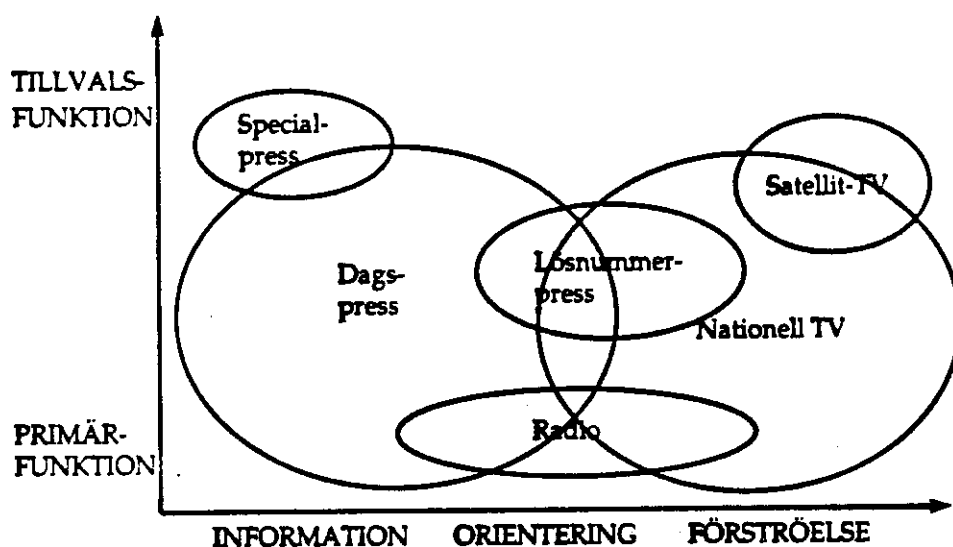 TILLVALS-
FUNKTION
Special-
press
Satellit-TV
Dags-
press
Lösnummer-
press
Nationell TV
Radio
PRIMÄR-
FUNKTION
INFORMATION ORIENTERING FÖRSTRÖELSE